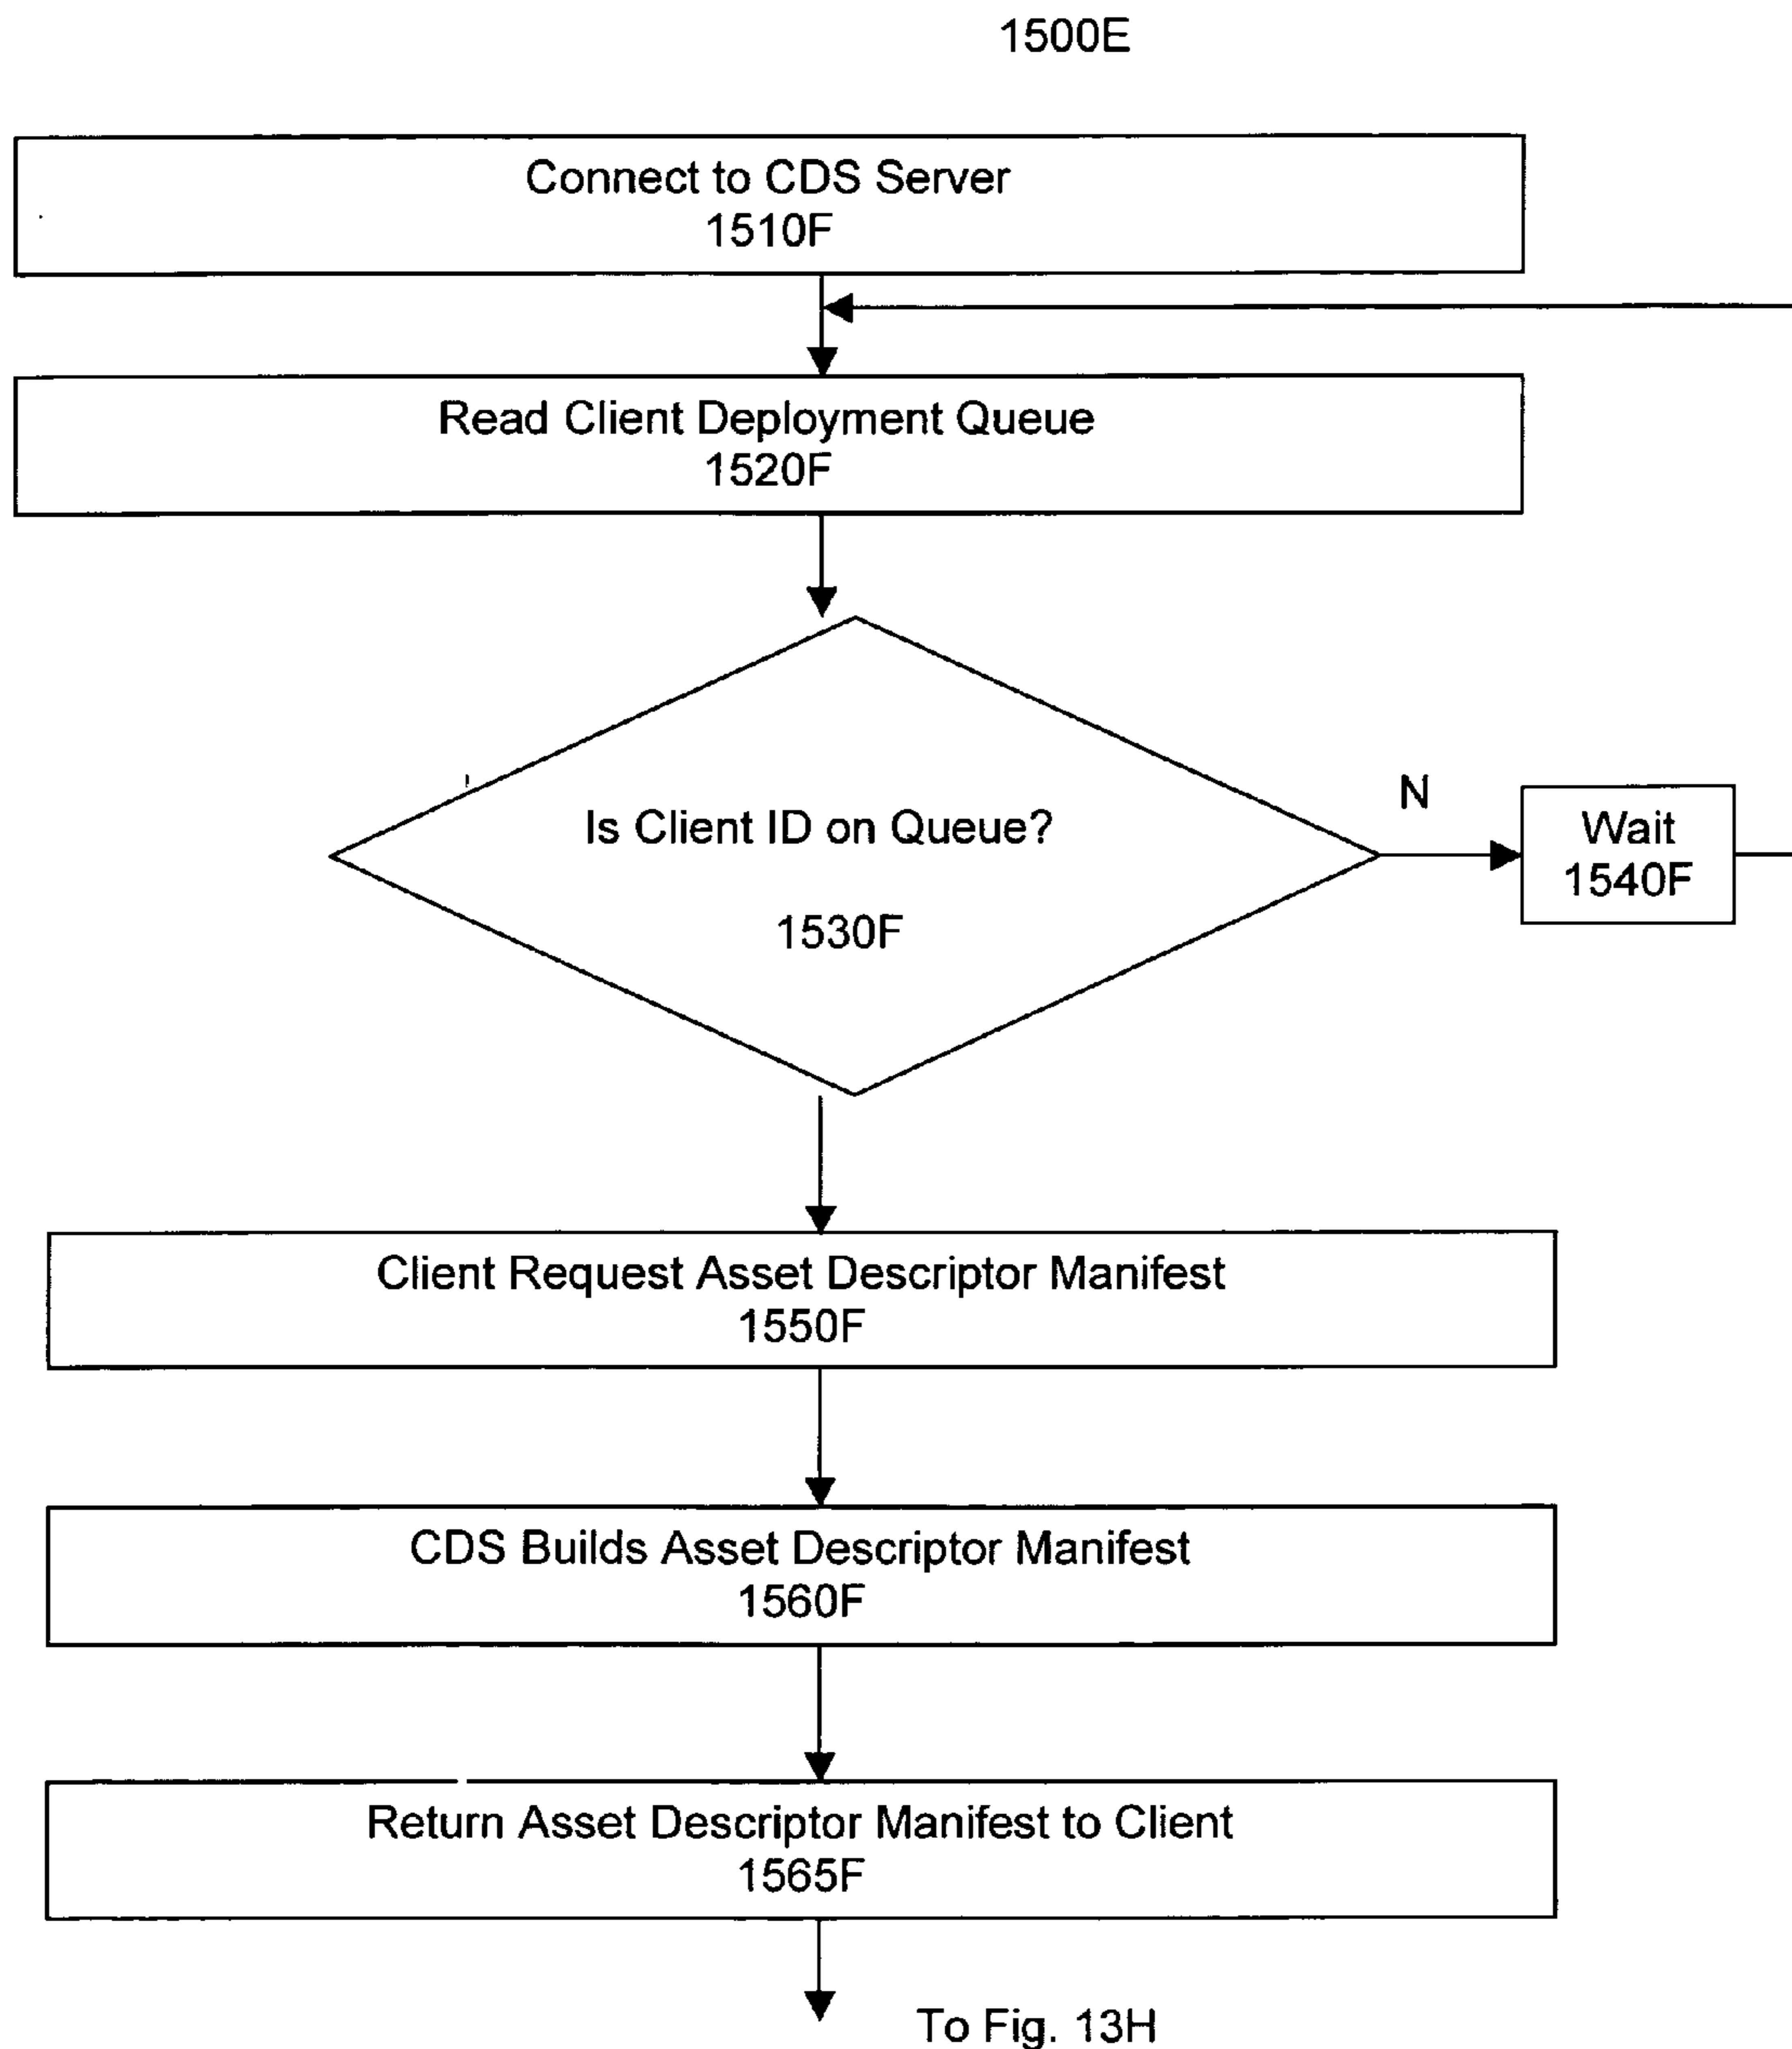 1500E
Connect to CDS Server
1510F
Read Client Deployment Queue
1520F
Is Client ID on Queue?
1530F
N
Wait
1540F
Client Request Asset Descriptor Manifest
1550F
CDS Builds Asset Descriptor Manifest
1560F
Return Asset Descriptor Manifest to Client
1565F
To Fig. 13H